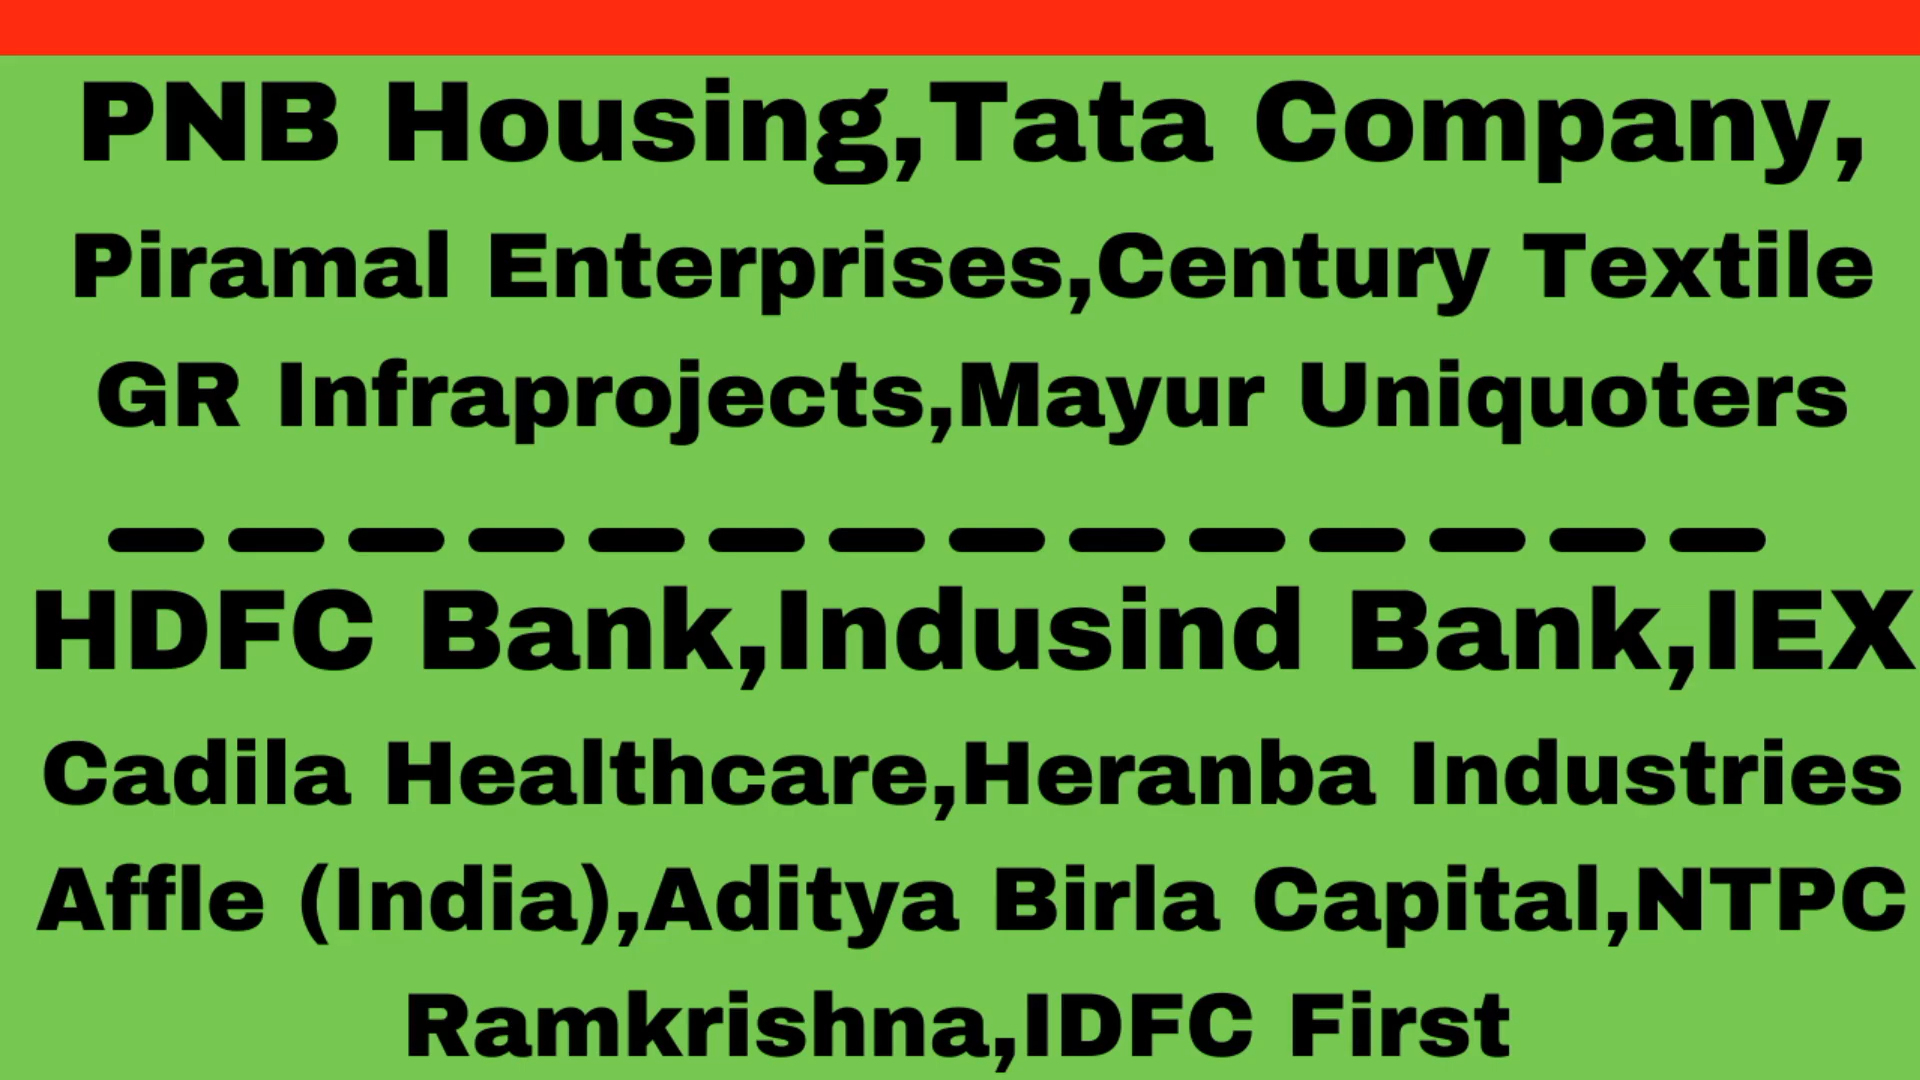 PNB Housing,Tata Company,
Piramal Enterprises,Century Textile
GR Infraprojects,Mayur Uniquoters
HDFC Bank,Indusind Bank,IEX
Cadila Healthcare,Heranba Industries
Affle (India),Aditya Birla Capital,NTPC
Ramkrishna,IDFC First